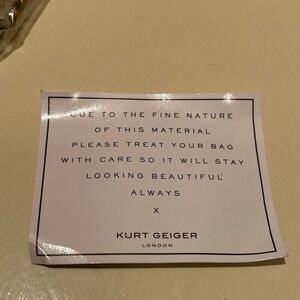 DUE TO THE FINE NATURE
OF THIS MATERIAL
PLEASE TREAT YOUR BAG
WITH CARE SO IT WILL STAY
LOOKING BEAUTIFUL
ALWAYS
X
KURT GEIGER
LONDON